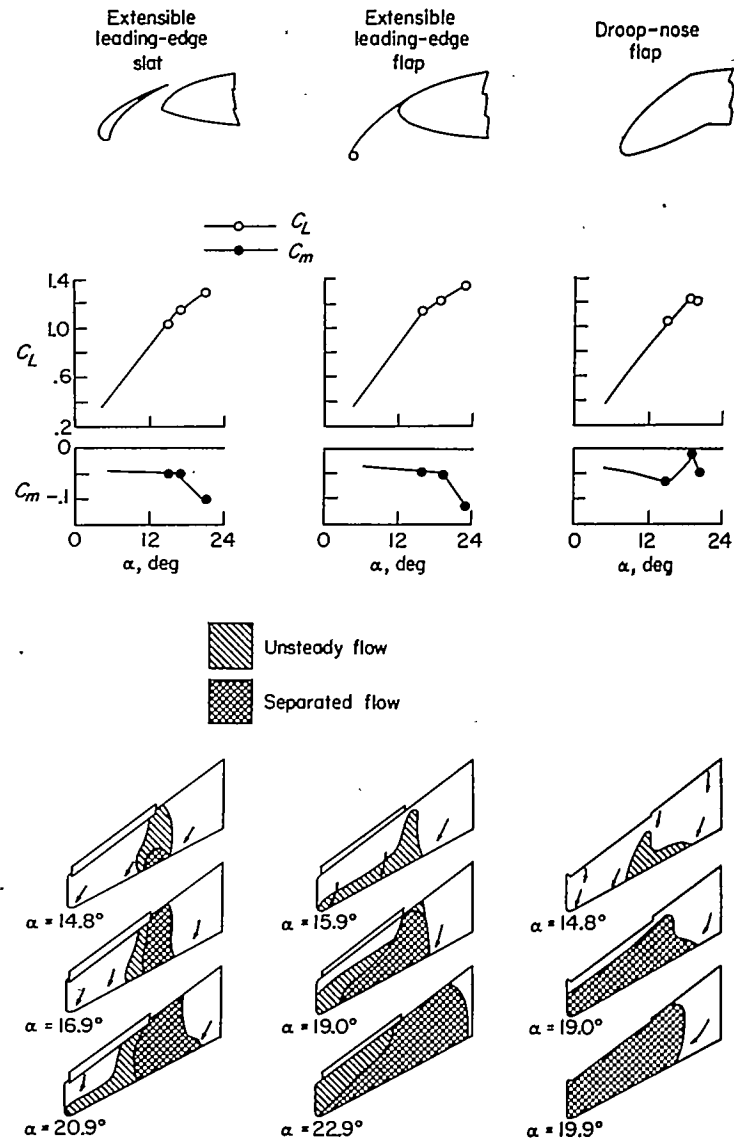 Extensible
leading-edge
slat
Extensible
leading-edge
flap
Droop-nose
flap
C_L
C_m
1.4
1.0
C_L
.6
.2
0
C_m -.1
0 12 24
α, deg
0 12 24
α, deg
0 12 24
α, deg
Unsteady flow
Separated flow
α = 14.8°
α = 15.9°
α = 14.8°
α = 16.9°
α = 19.0°
α = 19.0°
α = 20.9°
α = 22.9°
α = 19.9°